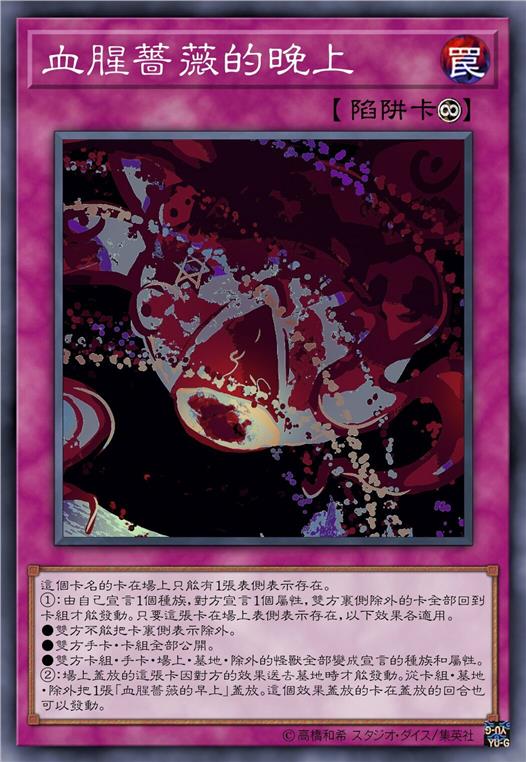 血腥薔薇的晚上
罠
【陷阱卡】
這個卡名的卡在場上只能有1張表側表示存在。
①:由自己宣言1個種族,對方宣言1個屬性,雙方裏側除外的卡全部回到
卡組才能發動。只要這張卡在場上表側表示存在,以下效果各適用。
●雙方不能把卡裏側表示除外。
●雙方手卡·卡組全部公開。
●雙方卡組·手卡·場上·墓地·除外的怪獸全部變成宣言的種族和屬性。
②:場上蓋放的這張卡因對方的效果送去墓地時才能發動。從卡組·墓地
·除外把1張「血腥薔薇的早上」蓋放。這個效果蓋放的卡在蓋放的回合也
可以發動。
©高橋和希 スタジオ·ダイス/集英社
YU-G
YU-G